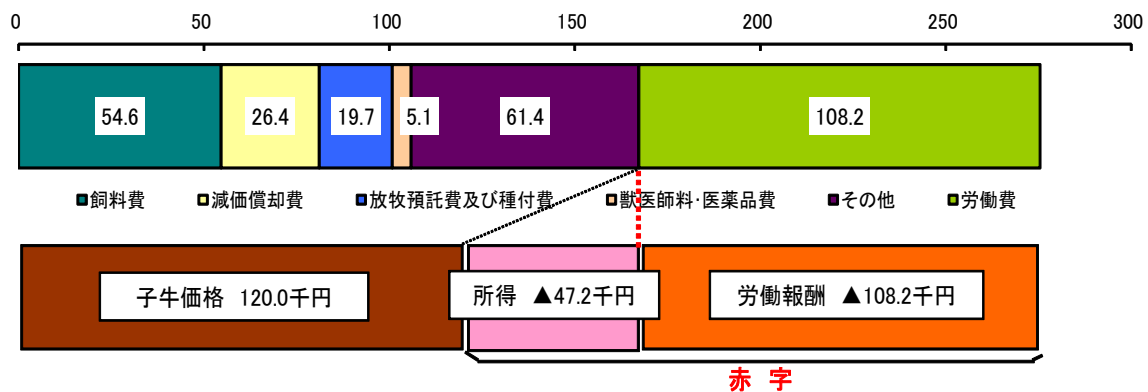 0 50 100 150 200 250 300
54.6 26.4 19.7 5.1 61.4 108.2
飼料費 減価償却費 放牧預託費及び種付費 獣医師料・医薬品費 その他 労働費
子牛価格 120.0千円 所得 ▲47.2千円 労働報酬 ▲108.2千円
赤 字